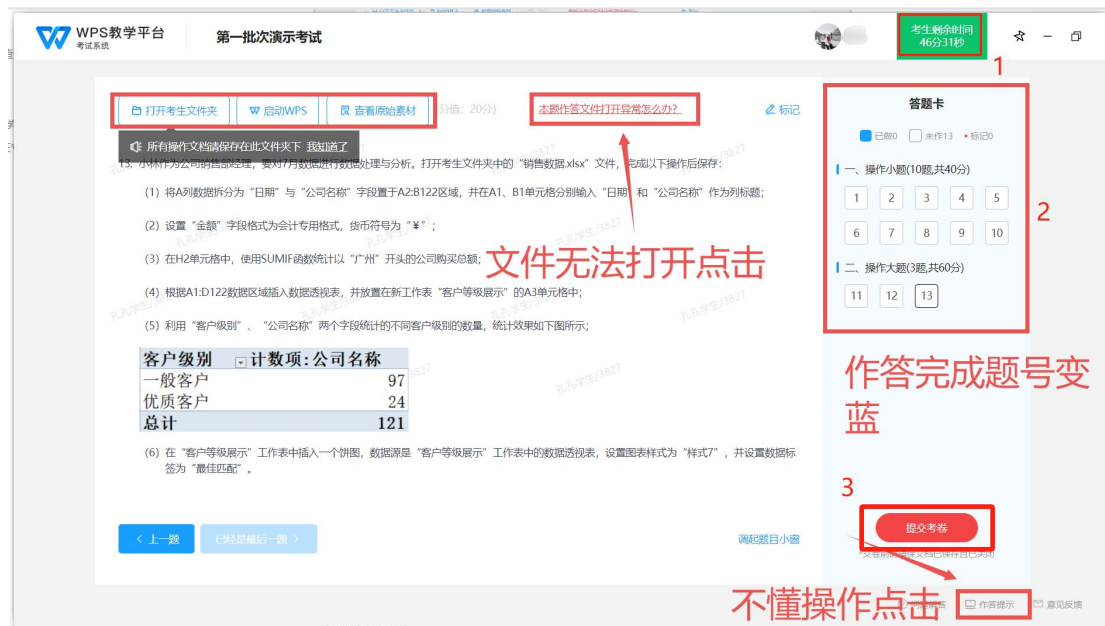 WPS教学平台
考试系统
第一批次演示考试
考生剩余时间
46分31秒
1
打开考生文件夹 启动WPS 查看原始素材 分值：20分) 本题作答文件打开异常怎么办？ 标记
所有操作文档请保存在此文件夹下 我知道了
13. 小林作为公司销售部经理，要对7月数据进行数据处理与分析。打开考生文件夹中的“销售数据.xlsx”文件，完成以下操作后保存：
(1) 将A列数据拆分为“日期”与“公司名称”字段置于A2:B122区域，并在A1、B1单元格分别输入“日期”和“公司名称”作为列标题；
(2) 设置“金额”字段格式为会计专用格式，货币符号为“¥”；
(3) 在H2单元格中，使用SUMIF函数统计以“广州”开头的公司购买总额；
文件无法打开点击
(4) 根据A1:D122数据区域插入数据透视表，并放置在新工作表“客户等级展示”的A3单元格中；
(5) 利用“客户级别”、“公司名称”两个字段统计的不同客户级别的数量，统计效果如下图所示；
客户级别 计数项:公司名称
一般客户 97
优质客户 24
总计 121
(6) 在“客户等级展示”工作表中插入一个饼图，数据源是“客户等级展示”工作表中的数据透视表，设置图表样式为“样式7”，并设置数据标
签为“最佳匹配”。
上一题 已经是最后一题 调起题目小窗
答题卡
已做0 未作13 标记0
一、操作小题(10题,共40分)
1 2 3 4 5
6 7 8 9 10
2
二、操作大题(3题,共60分)
11 12 13
作答完成题号变
蓝
3
提交考卷
不懂操作点击
作答提示 意见反馈
孔孔学生/3827